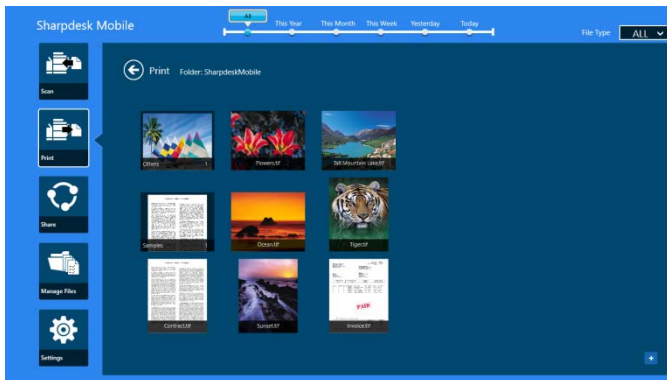 Sharpdesk Mobile
All
This Year
This Month
This Week
Yesterday
Today
File Type
ALL
Scan
Print
Share
Manage Files
Settings
Print Folder: SharpdeskMobile
Others 1
Flowers.tif
Tall Mountain Lake.tif
Samples 1
Ocean.tif
Tiger.tif
Contract.tif
Sunset.tif
Invoice.tif
PAID